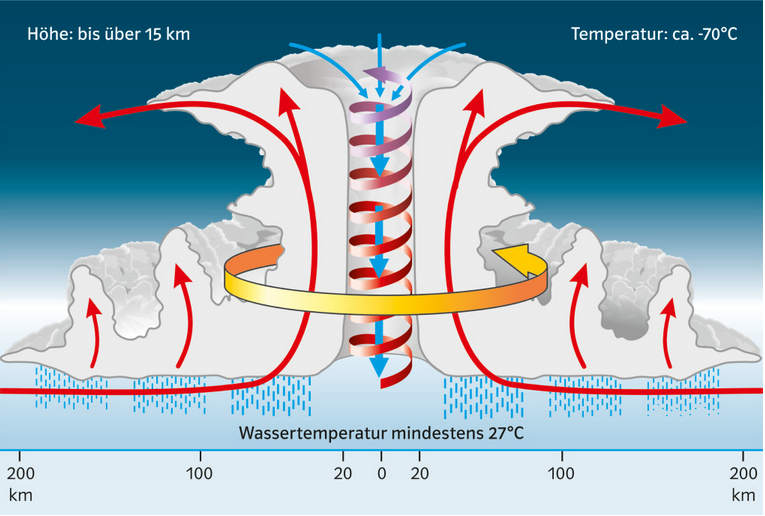 Höhe: bis über 15 km
Temperatur: ca. -70°C
Wassertemperatur mindestens 27°C
200 100 20 0 20 100 200
km km